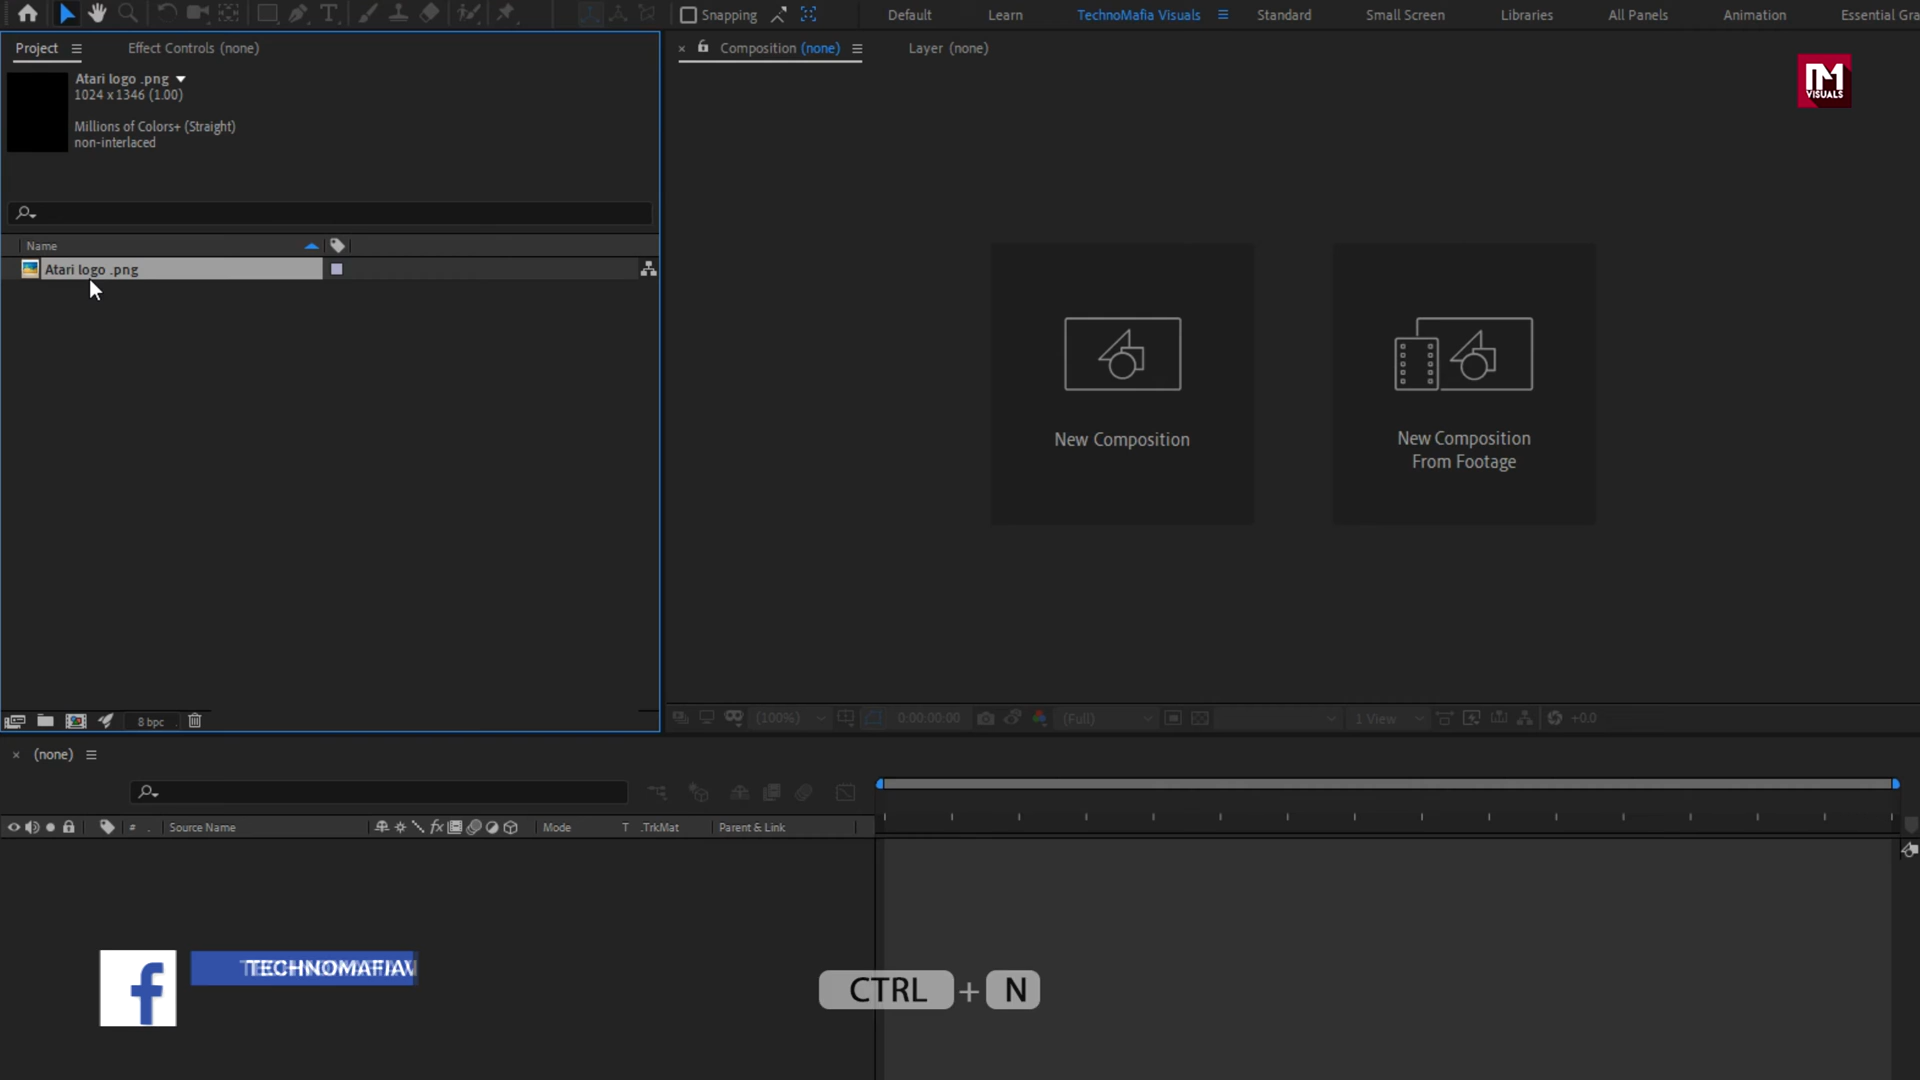 Snapping
Default
Learn
TechnoMafia Visuals
Standard
Small Screen
Libraries
All Panels
Animation
Essential Gra
Project
Effect Controls (none)
Composition (none)
Layer (none)
Atari logo .png
1024 x 1346 (1.00)
Millions of Colors+ (Straight)
non-interlaced
VISUALS
Name
Atari logo .png
New Composition
New Composition
From Footage
8 bpc
(100%)
0:00:00:00
(Full)
1 View
+0.0
(none)
#
Source Name
Mode
T .TrkMat
Parent & Link
TECHNOMAFIAV
CTRL + N